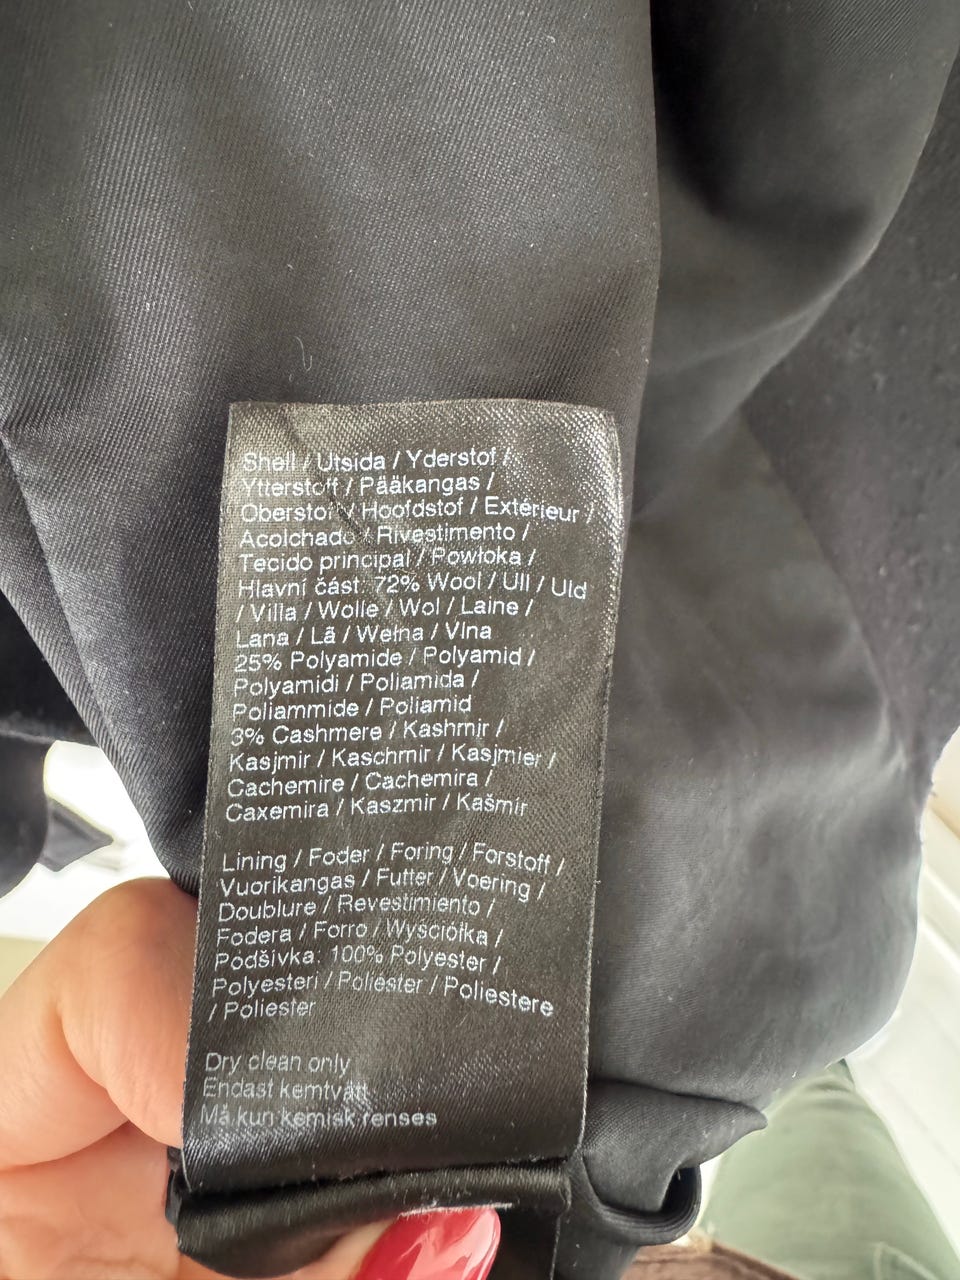 Shell / Utsida / Yderstof /
Ytterstoff / Pääkangas /
Oberstoff / Hoofdstof / Extérieur /
Acolchado / Rivestimento /
Tecido principal / Powłoka /
Hlavní část: 72% Wool / Ull / Uld
/ Villa / Wolle / Wol / Laine /
Lana / Lã / Wełna / Vlna
25% Polyamide / Polyamid /
Polyamidi / Poliamida /
Poliammide / Poliamid
3% Cashmere / Kashmir /
Kasjmir / Kaschmir / Kasjmier /
Cachemire / Cachemira /
Caxemira / Kaszmir / Kašmír
Lining / Foder / Foring / Forstoff /
Vuorikangas / Futter / Voering /
Doublure / Revestimiento /
Fodera / Forro / Wyściółka /
Podšívka: 100% Polyester /
Polyesteri / Poliester / Poliestere
/ Poliéster
Dry clean only
Endast kemtvätt
Må kun kemisk renses